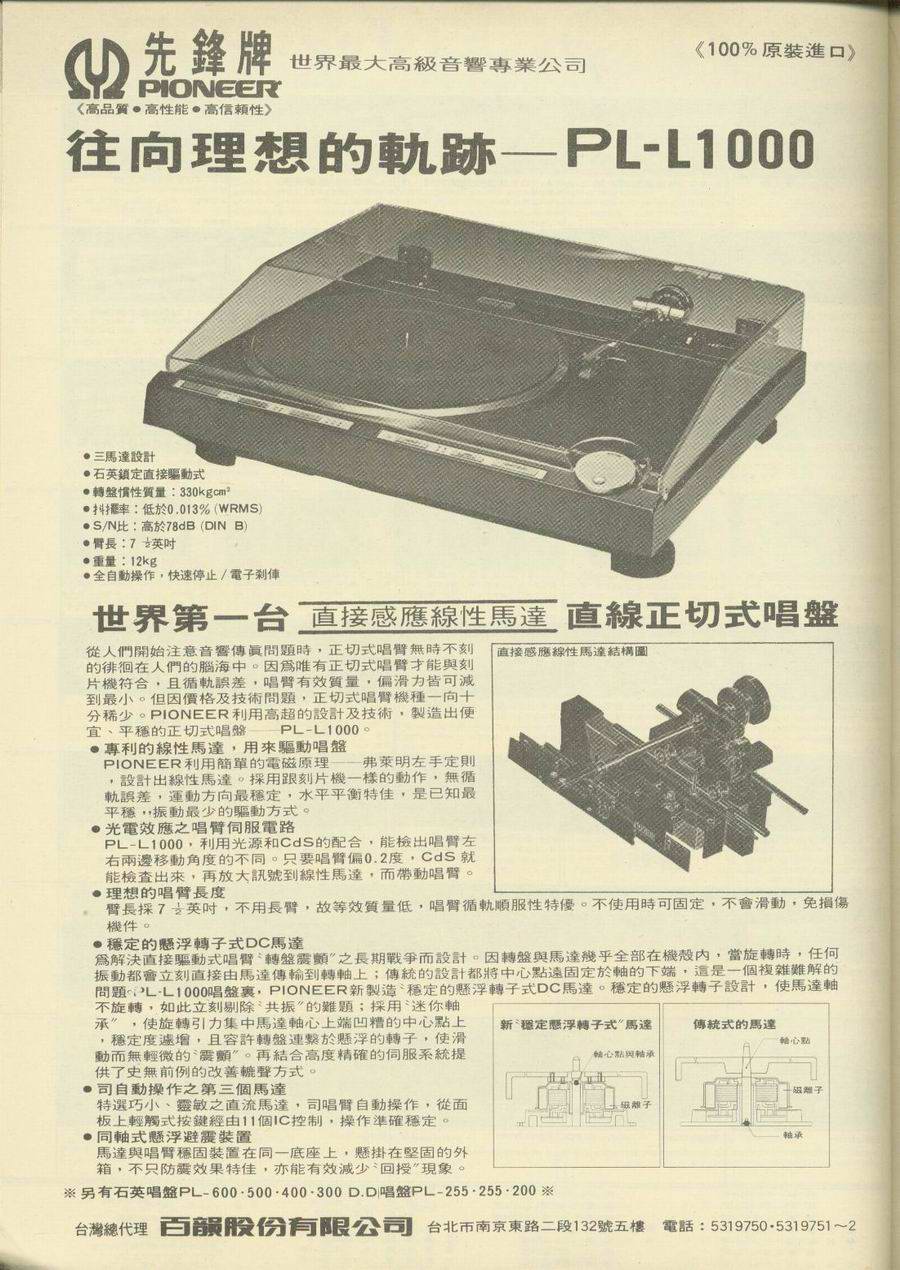 先鋒牌
PIONEER
世界最大高級音響專業公司
《100%原裝進口》
《高品質●高性能●高信賴性》
往向理想的軌跡—PL-L1000
●三馬達設計
●石英鎖定直接驅動式
●轉盤慣性質量：330kgcm²
●抖擺率：低於0.013% (WRMS)
●S/N比：高於78dB (DIN B)
●臂長：7 ½英吋
●重量：12kg
●全自動操作，快速停止/電子剎俥
世界第一台 直接感應線性馬達 直線正切式唱盤
從人們開始注意音響傳眞問題時，正切式唱臂無時不刻
的徘徊在人們的腦海中。因爲唯有正切式唱臂才能與刻
片機符合，且循軌誤差，唱臂有效質量，偏滑力皆可減
到最小。但因價格及技術問題，正切式唱臂機種一向十
分稀少。PIONEER利用高超的設計及技術，製造出便
宜、平穩的正切式唱盤——PL-L1000。
●專利的線性馬達，用來驅動唱盤
PIONEER利用簡單的電磁原理——弗萊明左手定則
，設計出線性馬達。採用跟刻片機一樣的動作，無循
軌誤差，運動方向最穩定，水平平衡特佳，是已知最
平穩，振動最少的驅動方式。
●光電效應之唱臂伺服電路
PL-L1000，利用光源和CdS的配合，能檢出唱臂左
右兩邊移動角度的不同。只要唱臂偏0.2度，CdS 就
能檢查出來，再放大訊號到線性馬達，而帶動唱臂。
直接感應線性馬達結構圖
●理想的唱臂長度
臂長採7 ½英吋，不用長臂，故等效質量低，唱臂循軌順服性特優。不使用時可固定，不會滑動，免損傷
機件。
●穩定的懸浮轉子式DC馬達
爲解決直接驅動式唱臂〝轉盤震顫〞之長期戰爭而設計。因轉盤與馬達幾乎全部在機殼內，當旋轉時，任何
振動都會立刻直接由馬達傳輸到轉軸上；傳統的設計都將中心點遠固定於軸的下端，這是一個複雜難解的
問題。PL-L1000唱盤裏，PIONEER新製造〝穩定的懸浮轉子式DC馬達。穩定的懸浮轉子設計，使馬達軸
不旋轉，如此立刻剔除〝共振〞的難題；採用〝迷你軸
承〞，使旋轉引力集中馬達軸心上端凹糟的中心點上
，穩定度遽增，且容許轉盤連繫於懸浮的轉子，使滑
動而無輕微的〝震顫〞。再結合高度精確的伺服系統提
供了史無前例的改善轆聲方式。
●司自動操作之第三個馬達
特選巧小、靈敏之直流馬達，司唱臂自動操作，從面
板上輕觸式按鍵經由11個IC控制，操作準確穩定。
●同軸式懸浮避震裝置
馬達與唱臂穩固裝置在同一底座上，懸掛在堅固的外
箱，不只防震效果特佳，亦能有效減少〝回授〞現象。
新〝穩定懸浮轉子式〞馬達
軸心點與軸承
磁離子
傳統式的馬達
軸心點
磁離子
軸承
※另有石英唱盤PL-600·500·400·300 D.D唱盤PL-255·255·200※
台灣總代理 百韻股份有限公司 台北市南京東路二段132號五樓 電話：5319750·5319751～2